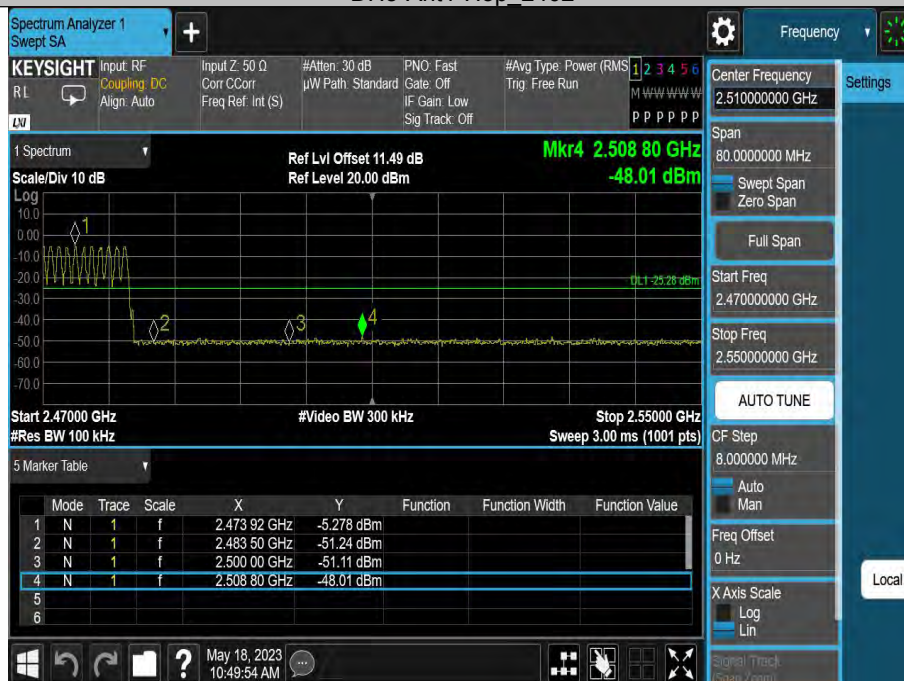 Spectrum Analyzer 1
Swept SA
+
Frequency
KEYSIGHT
RL
LXI
Input: RF
Coupling: DC
Align: Auto
Input Z: 50 Ω
Corr CCorr
Freq Ref: Int (S)
#Atten: 30 dB
µW Path: Standard
PNO: Fast
Gate: Off
IF Gain: Low
Sig Track: Off
#Avg Type: Power (RMS
Trig: Free Run
1 2 3 4 5 6
M W W W W W
P P P P P P
1 Spectrum
Scale/Div 10 dB
Ref Lvl Offset 11.49 dB
Ref Level 20.00 dBm
Mkr4 2.508 80 GHz
-48.01 dBm
Log
10.0
0.00
-10.0
-20.0
-30.0
-40.0
-50.0
-60.0
-70.0
1
2
3
4
DL1 -25.28 dBm
Start 2.47000 GHz
#Res BW 100 kHz
#Video BW 300 kHz
Stop 2.55000 GHz
Sweep 3.00 ms (1001 pts)
5 Marker Table
Mode Trace Scale X Y Function Function Width Function Value
1 N 1 f 2.473 92 GHz -5.278 dBm
2 N 1 f 2.483 50 GHz -51.24 dBm
3 N 1 f 2.500 00 GHz -51.11 dBm
4 N 1 f 2.508 80 GHz -48.01 dBm
5
6
?
May 18, 2023
10:49:54 AM
Center Frequency
2.510000000 GHz
Settings
Span
80.0000000 MHz
Swept Span
Zero Span
Full Span
Start Freq
2.470000000 GHz
Stop Freq
2.550000000 GHz
AUTO TUNE
CF Step
8.000000 MHz
Auto
Man
Freq Offset
0 Hz
X Axis Scale
Log
Lin
Local
Signal Track
(Span Zoom)